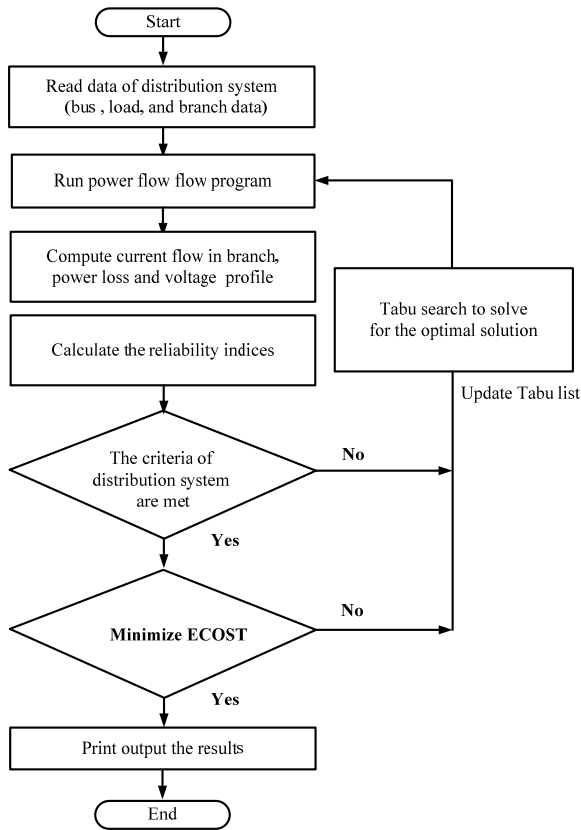 Start
Read data of distribution system
(bus , load, and branch data)
Run power flow flow program
Compute current flow in branch,
power loss and voltage profile
Tabu search to solve
for the optimal solution
Calculate the reliability indices
Update Tabu list
The criteria of
distribution system
are met
No
Yes
Minimize ECOST
No
Yes
Print output the results
End